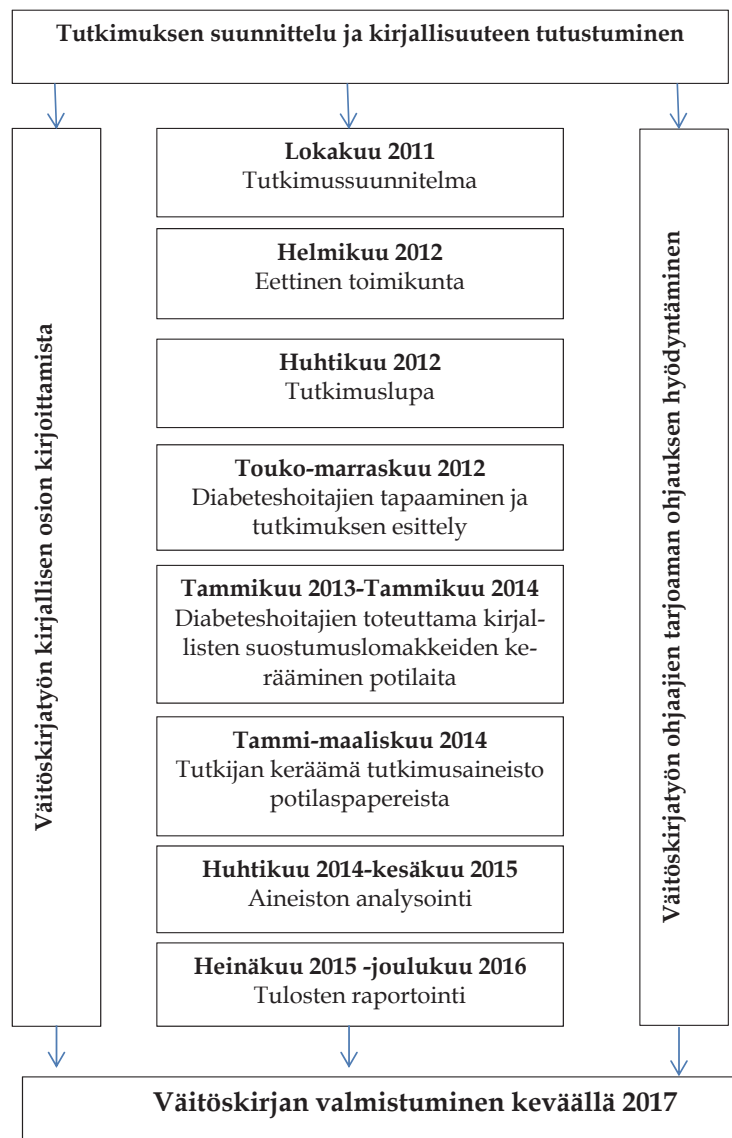 Tutkimuksen suunnittelu ja kirjallisuuteen tutustuminen
Väitöskirjatyön kirjallisen osion kirjoittamista
Lokakuu 2011
Tutkimussuunnitelma
Helmikuu 2012
Eettinen toimikunta
Huhtikuu 2012
Tutkimuslupa
Touko-marraskuu 2012
Diabeteshoitajien tapaaminen ja
tutkimuksen esittely
Tammikuu 2013-Tammikuu 2014
Diabeteshoitajien toteuttama kirjal-
listen suostumuslomakkeiden ke-
rääminen potilaita
Tammi-maaliskuu 2014
Tutkijan keräämä tutkimusaineisto
potilaspapereista
Huhtikuu 2014-kesäkuu 2015
Aineiston analysointi
Heinäkuu 2015 -joulukuu 2016
Tulosten raportointi
Väitöskirjatyön ohjaajien tarjoaman ohjauksen hyödyntäminen
Väitöskirjan valmistuminen keväällä 2017